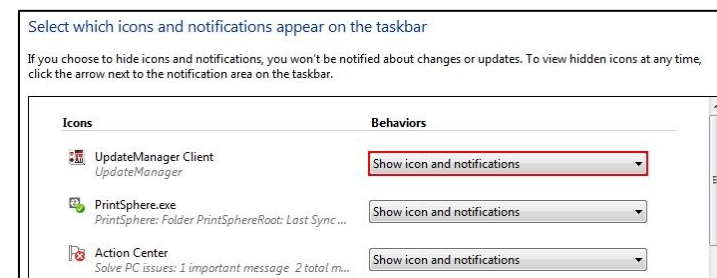 Select which icons and notifications appear on the taskbar
If you choose to hide icons and notifications, you won't be notified about changes or updates. To view hidden icons at any time,
click the arrow next to the notification area on the taskbar.
Icons Behaviors
UpdateManager Client
UpdateManager
Show icon and notifications
PrintSphere.exe
PrintSphere: Folder PrintSphereRoot: Last Sync ...
Show icon and notifications
Action Center
Solve PC issues: 1 important message 2 total m...
Show icon and notifications